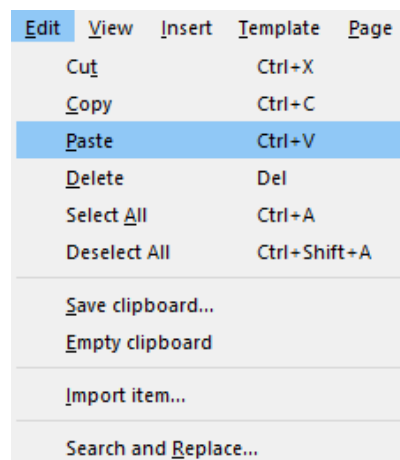 Edit View Insert Template Page
Cut Ctrl+X
Copy Ctrl+C
Paste Ctrl+V
Delete Del
Select All Ctrl+A
Deselect All Ctrl+Shift+A
Save clipboard...
Empty clipboard
Import item...
Search and Replace...